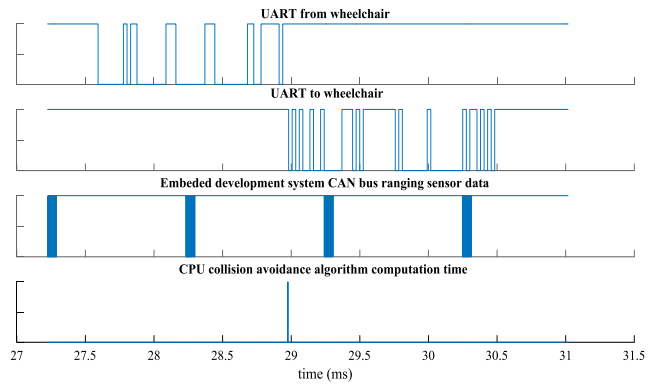 UART from wheelchair
UART to wheelchair
Embeded development system CAN bus ranging sensor data
CPU collision avoidance algorithm computation time
27 27.5 28 28.5 29 29.5 30 30.5 31 31.5
time (ms)